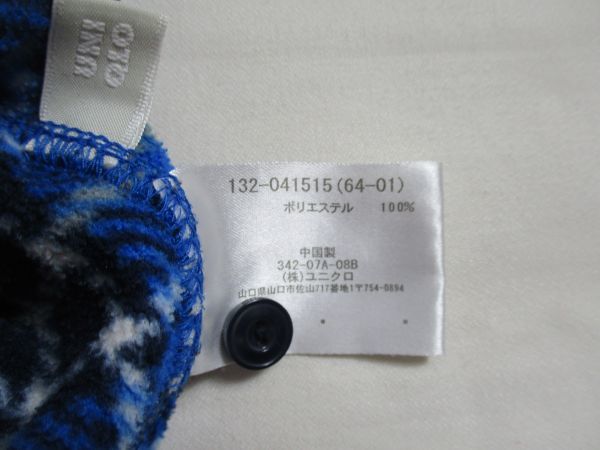 132-041515(64-01)
ポリエステル 100%
中国製
342-07A-08B
(株)ユニクロ
山口県山口市佐山717番地1〒754-0894